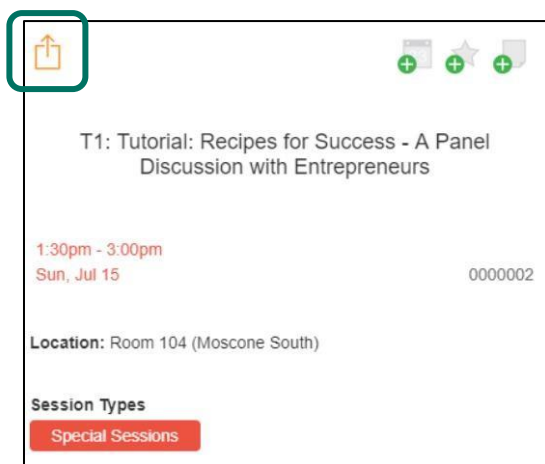 T1: Tutorial: Recipes for Success - A Panel
Discussion with Entrepreneurs
1:30pm - 3:00pm
Sun, Jul 15
0000002
Location: Room 104 (Moscone South)
Session Types
Special Sessions